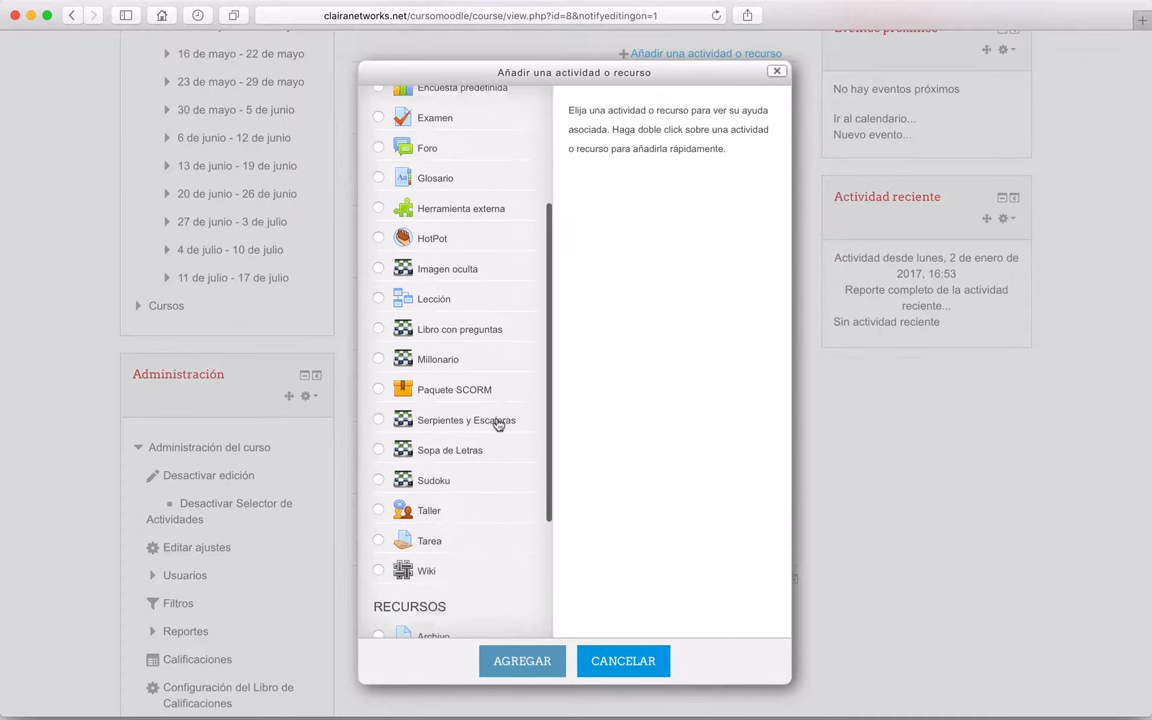 clairanetworks.net/cursomoodle/course/view.php?id=8&notifyeditingon=1
16 de mayo - 22 de mayo
23 de mayo - 29 de mayo
30 de mayo - 5 de junio
6 de junio - 12 de junio
13 de junio - 19 de junio
20 de junio - 26 de junio
27 de junio - 3 de julio
4 de julio - 10 de julio
11 de julio - 17 de julio
Cursos
Administración
Administración del curso
Desactivar edición
Desactivar Selector de
Actividades
Editar ajustes
Usuarios
Filtros
Reportes
Calificaciones
Configuración del Libro de
Calificaciones
Añadir una actividad o recurso
Añadir una actividad o recurso
Encuesta predefinida
Examen
Foro
Glosario
Herramienta externa
HotPot
Imagen oculta
Lección
Libro con preguntas
Millonario
Paquete SCORM
Serpientes y Escaleras
Sopa de Letras
Sudoku
Taller
Tarea
Wiki
RECURSOS
Archivo
Elija una actividad o recurso para ver su ayuda
asociada. Haga doble click sobre una actividad
o recurso para añadirla rápidamente.
AGREGAR
CANCELAR
Eventos próximos
No hay eventos próximos
Ir al calendario...
Nuevo evento...
Actividad reciente
Actividad desde lunes, 2 de enero de
2017, 16:53
Reporte completo de la actividad
reciente...
Sin actividad reciente